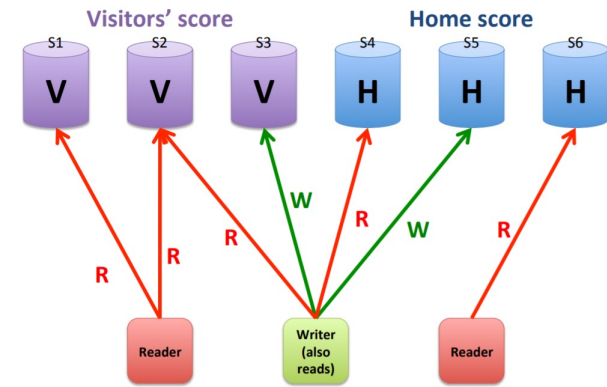 Visitors' score
Home score
S1
S2
S3
S4
S5
S6
V
V
V
H
H
H
R
R
R
W
R
W
R
Reader
Writer
(also
reads)
Reader